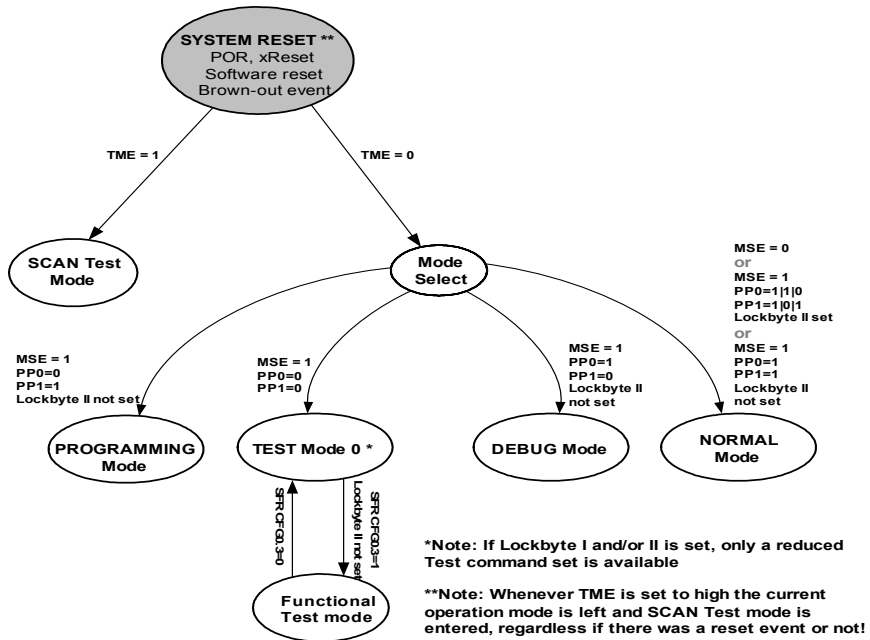 SYSTEM RESET **
POR, xReset
Software reset
Brown-out event
TME = 1
TME = 0
SCAN Test
Mode
Mode
Select
MSE = 0
or
MSE = 1
PP0=1|1|0
PP1=1|0|1
Lockbyte II set
or
MSE = 1
PP0=1
PP1=1
Lockbyte II
not set
MSE = 1
PP0=0
PP1=1
Lockbyte II not set
MSE = 1
PP0=0
PP1=0
MSE = 1
PP0=1
PP1=0
Lockbyte II
not set
PROGRAMMING
Mode
TEST Mode 0 *
DEBUG Mode
NORMAL
Mode
SFR CFG0.3=0
SFR CFG0.3=1
Lockbyte II not set
Functional
Test mode
*Note: If Lockbyte I and/or II is set, only a reduced
Test command set is available
**Note: Whenever TME is set to high the current
operation mode is left and SCAN Test mode is
entered, regardless if there was a reset event or not!